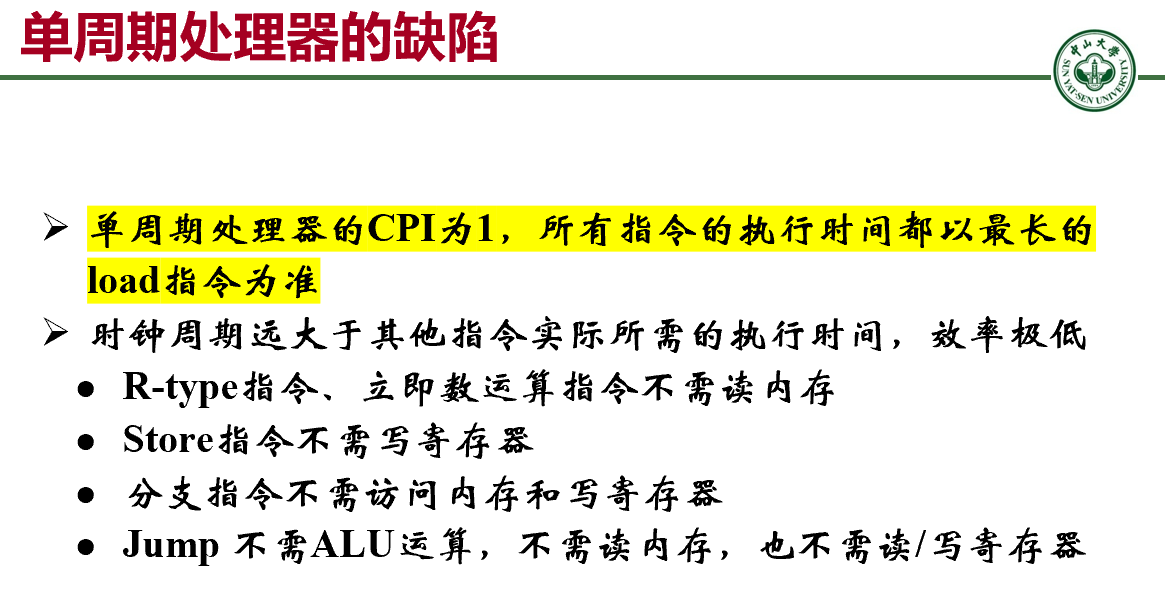 单周期处理器的缺陷
中山大学
SUN YAT-SEN UNIVERSITY
单周期处理器的CPI为1，所有指令的执行时间都以最长的
load指令为准
时钟周期远大于其他指令实际所需的执行时间，效率极低
R-type指令、立即数运算指令不需读内存
Store指令不需写寄存器
分支指令不需访问内存和写寄存器
Jump 不需ALU运算，不需读内存，也不需读/写寄存器